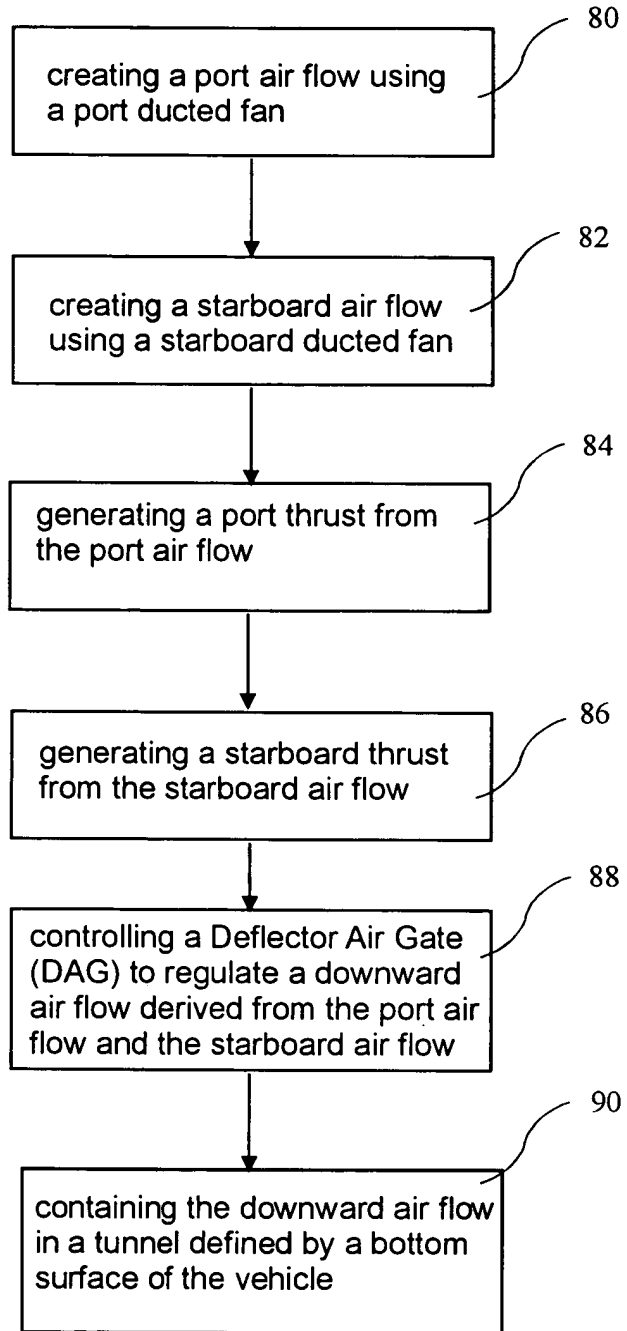 80
creating a port air flow using
a port ducted fan
82
creating a starboard air flow
using a starboard ducted fan
84
generating a port thrust from
the port air flow
86
generating a starboard thrust
from the starboard air flow
88
controlling a Deflector Air Gate
(DAG) to regulate a downward
air flow derived from the port air
flow and the starboard air flow
90
containing the downward air flow
in a tunnel defined by a bottom
surface of the vehicle